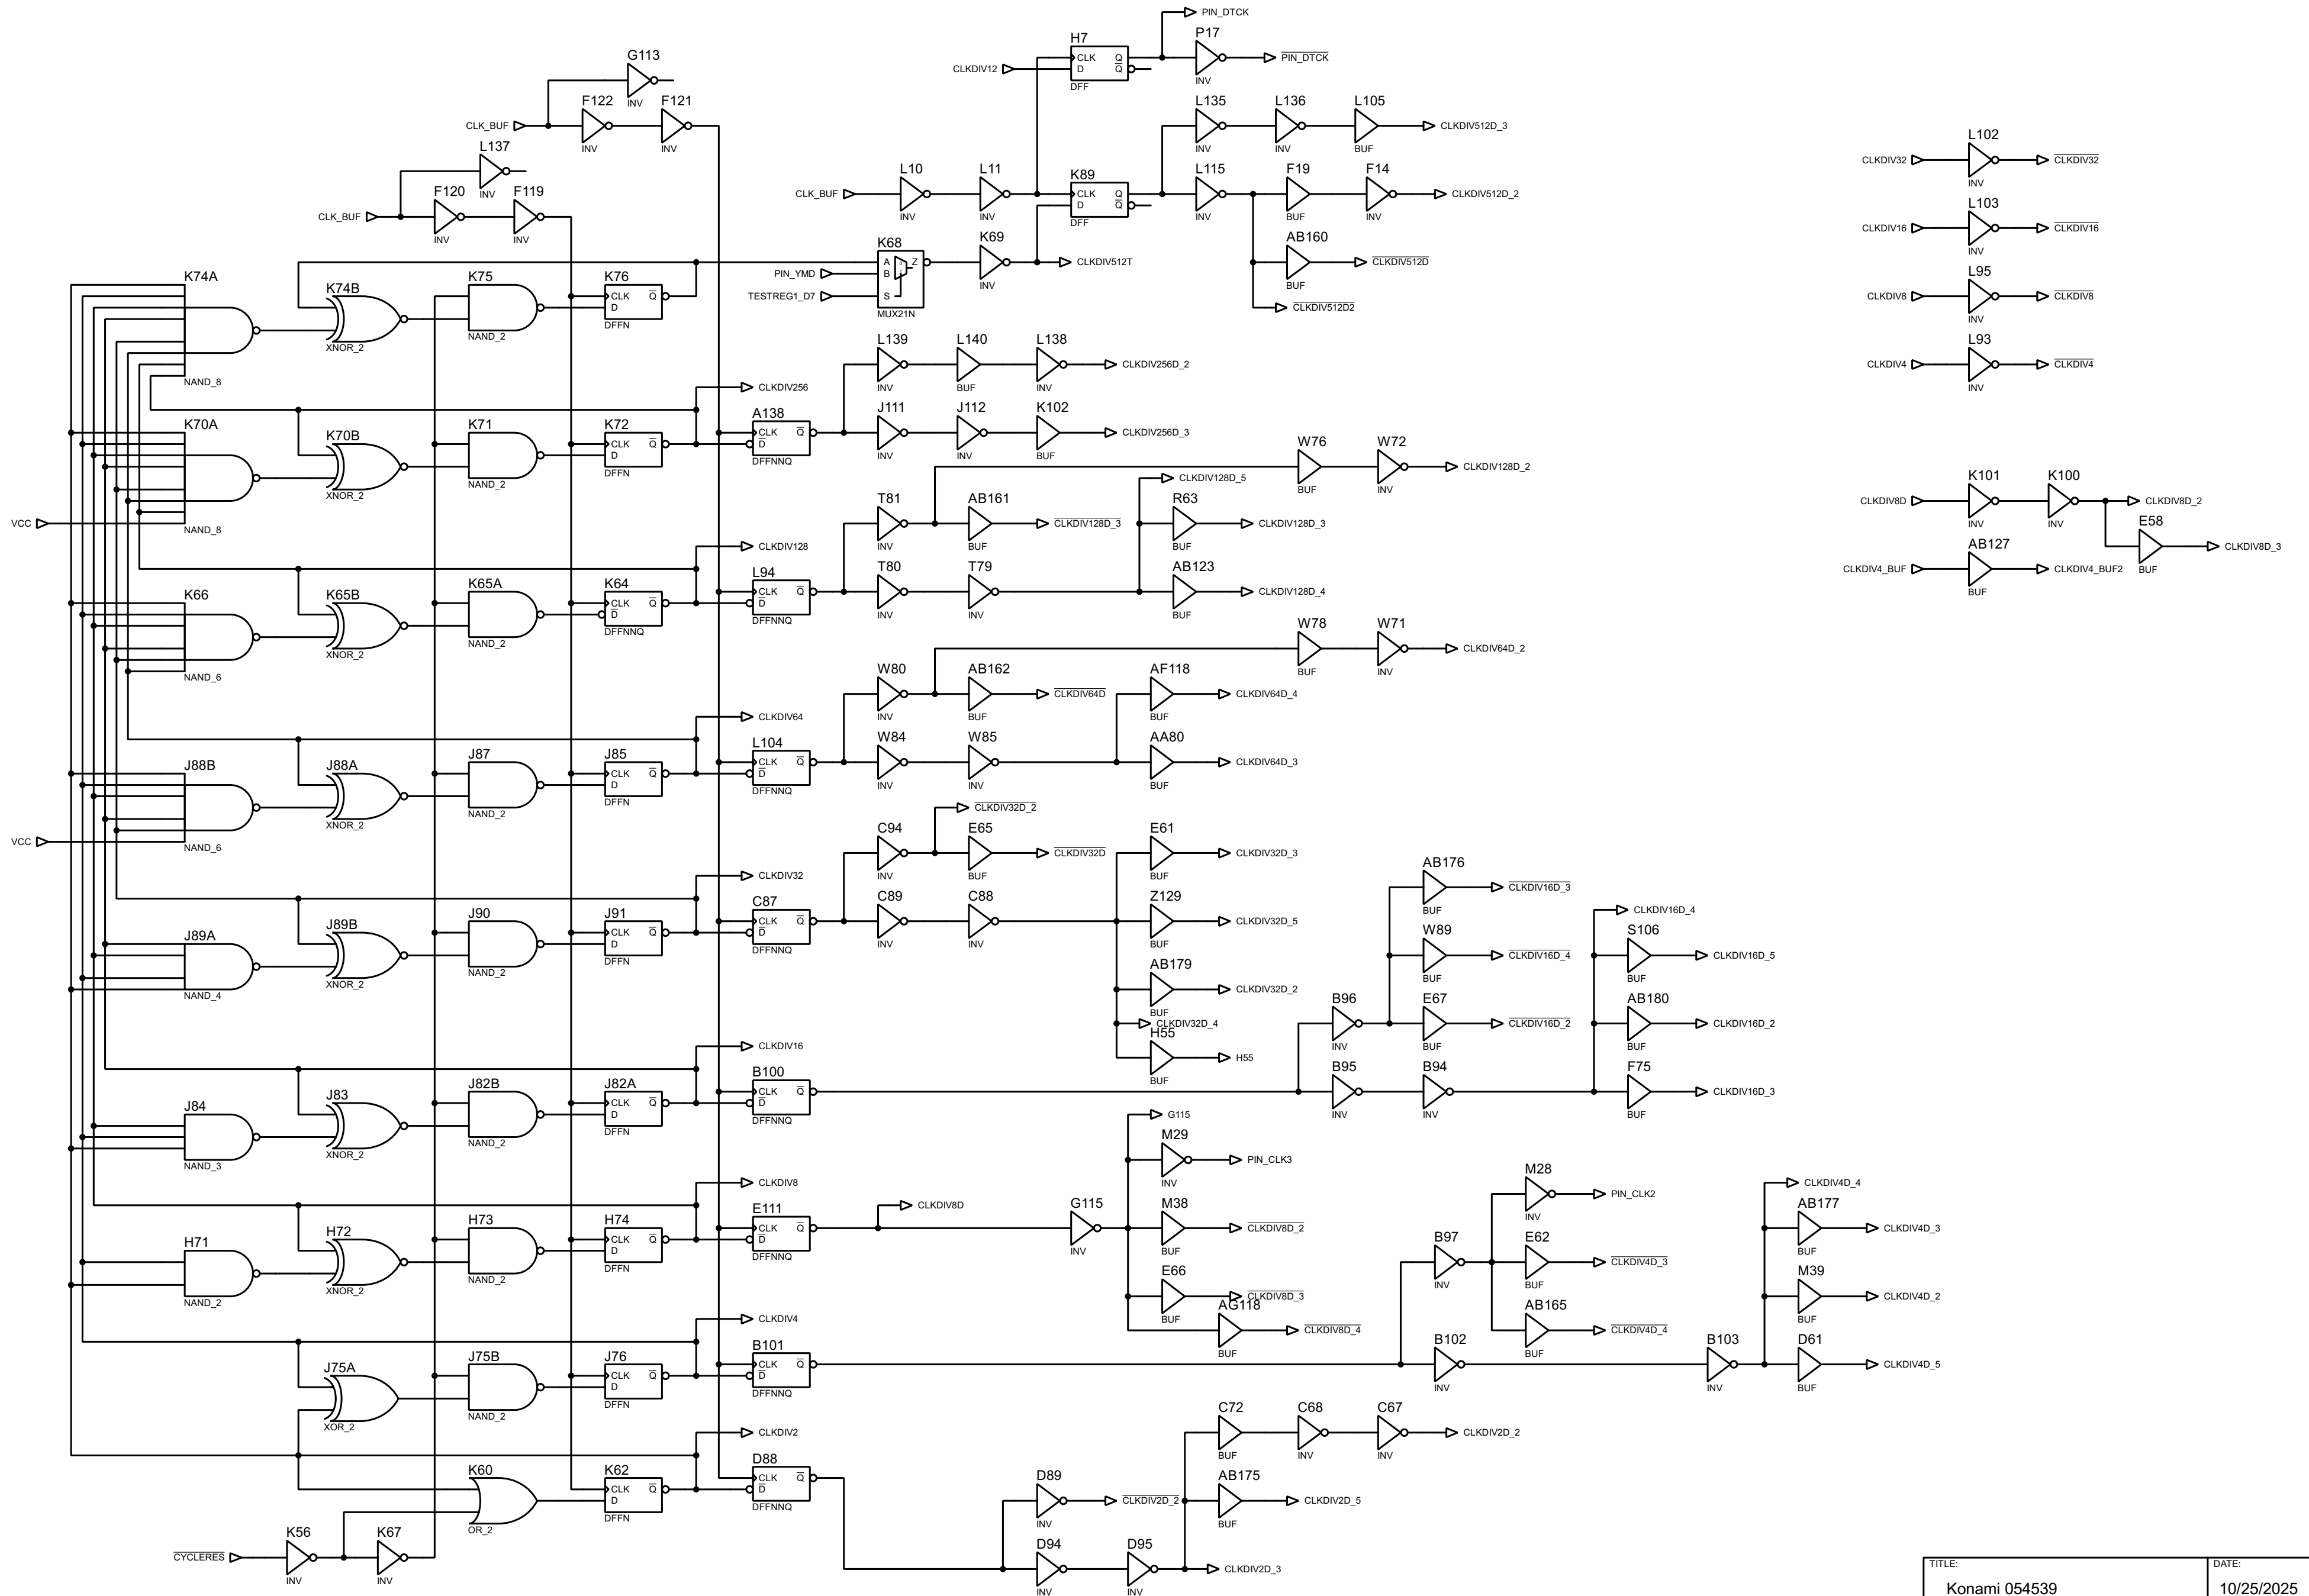 PIN_DTCK
H7
P17
CLK Q
D Q
CLKDIV12
PIN_DTCK
DFF
INV
G113
INV
F122
F121
CLK_BUF
INV
INV
L135
L136
L105
CLKDIV512D_3
INV
INV
BUF
L137
INV
F120
F119
CLK_BUF
INV
INV
L10
L11
K89
L115
F19
F14
CLK_BUF
CLK Q
D Q
CLKDIV512D_2
INV
INV
DFF
INV
BUF
INV
K68
K69
AB160
A Z
B
S
PIN_YMD
TESTREG1_D7
MUX21N
CLKDIV512T
INV
CLKDIV512D
BUF
CLKDIV512D2
L102
CLKDIV32
CLKDIV32
INV
L103
CLKDIV16
CLKDIV16
INV
L95
CLKDIV8
CLKDIV8
INV
L93
CLKDIV4
CLKDIV4
INV
K74A
K74B
K75
K76
CLK Q
D
NAND_8
XNOR_2
NAND_2
DFFN
L139
L140
L138
CLKDIV256D_2
INV
BUF
INV
CLKDIV256
K70A
K70B
K71
K72
A138
J111
J112
K102
CLK Q
D
CLK Q
D
CLKDIV256D_3
NAND_8
XNOR_2
NAND_2
DFFN
DFFNNQ
INV
INV
BUF
VCC
W76
W72
CLKDIV128D_2
BUF
INV
CLKDIV128D_5
T81
AB161
R63
CLKDIV128D_3
CLKDIV128D_3
INV
BUF
BUF
K101
K100
CLKDIV8D
CLKDIV8D_2
INV
INV
E58
CLKDIV8D_3
BUF
AB127
CLKDIV4_BUF
CLKDIV4_BUF2
BUF
CLKDIV128
K66
K65B
K65A
K64
L94
T80
T79
AB123
CLK Q
D
CLK Q
D
CLKDIV128D_4
NAND_6
XNOR_2
NAND_2
DFFNNQ
DFFNNQ
INV
INV
BUF
W78
W71
CLKDIV64D_2
BUF
INV
W80
AB162
AF118
CLKDIV64D
CLKDIV64D_4
INV
BUF
BUF
CLKDIV64
J88B
J88A
J87
J85
L104
W84
W85
AA80
CLK Q
D
CLK Q
D
CLKDIV64D_3
VCC
NAND_6
XNOR_2
NAND_2
DFFN
DFFNNQ
INV
INV
BUF
CLKDIV32D_2
C94
E65
E61
CLKDIV32D
CLKDIV32D_3
INV
BUF
BUF
CLKDIV32
J89A
J89B
J90
J91
C87
C89
C88
Z129
CLK Q
D
CLK Q
D
CLKDIV32D_5
NAND_4
XNOR_2
NAND_2
DFFN
DFFNNQ
INV
INV
BUF
AB179
CLKDIV32D_2
BUF
CLKDIV32D_4
H55
H55
BUF
AB176
CLKDIV16D_3
BUF
W89
CLKDIV16D_4
BUF
B96
E67
CLKDIV16D_2
INV
BUF
CLKDIV16D_4
S106
CLKDIV16D_5
BUF
AB180
CLKDIV16D_2
BUF
CLKDIV16
J84
J83
J82B
J82A
B100
B95
B94
F75
CLK Q
D
CLK Q
D
CLKDIV16D_3
NAND_3
XNOR_2
NAND_2
DFFN
DFFNNQ
INV
INV
BUF
G115
M29
PIN_CLK3
INV
CLKDIV8
CLKDIV8D
H71
H72
H73
H74
E111
G115
M38
CLK Q
D
CLK Q
D
CLKDIV8D_2
NAND_2
XNOR_2
NAND_2
DFFN
DFFNNQ
INV
BUF
E66
CLKDIV8D_3
BUF
AG118
CLKDIV8D_4
BUF
M28
PIN_CLK2
INV
B97
E62
CLKDIV4D_3
INV
BUF
AB165
CLKDIV4D_4
BUF
CLKDIV4D_4
AB177
CLKDIV4D_3
BUF
M39
CLKDIV4D_2
BUF
CLKDIV4
J75A
J75B
J76
B101
B102
B103
D61
CLK Q
D
CLK Q
D
CLKDIV4D_5
XOR_2
NAND_2
DFFN
DFFNNQ
INV
INV
BUF
C72
C68
C67
CLKDIV2D_2
BUF
INV
INV
CLKDIV2
K60
K62
D88
CLK Q
D
CLK Q
D
OR_2
DFFN
DFFNNQ
D89
AB175
CLKDIV2D_2
CLKDIV2D_5
INV
BUF
K56
K67
CYCLERES
INV
INV
D94
D95
CLKDIV2D_3
INV
INV
TITLE:
DATE:
Konami 054539
10/25/2025